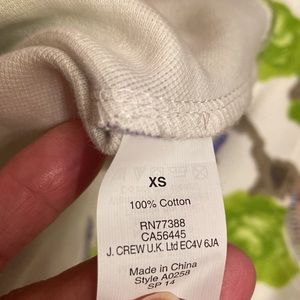 XS
100% Cotton
RN77388
CA56445
J. CREW U.K. Ltd EC4V 6JA
Made in China
Style A0258
SP 14